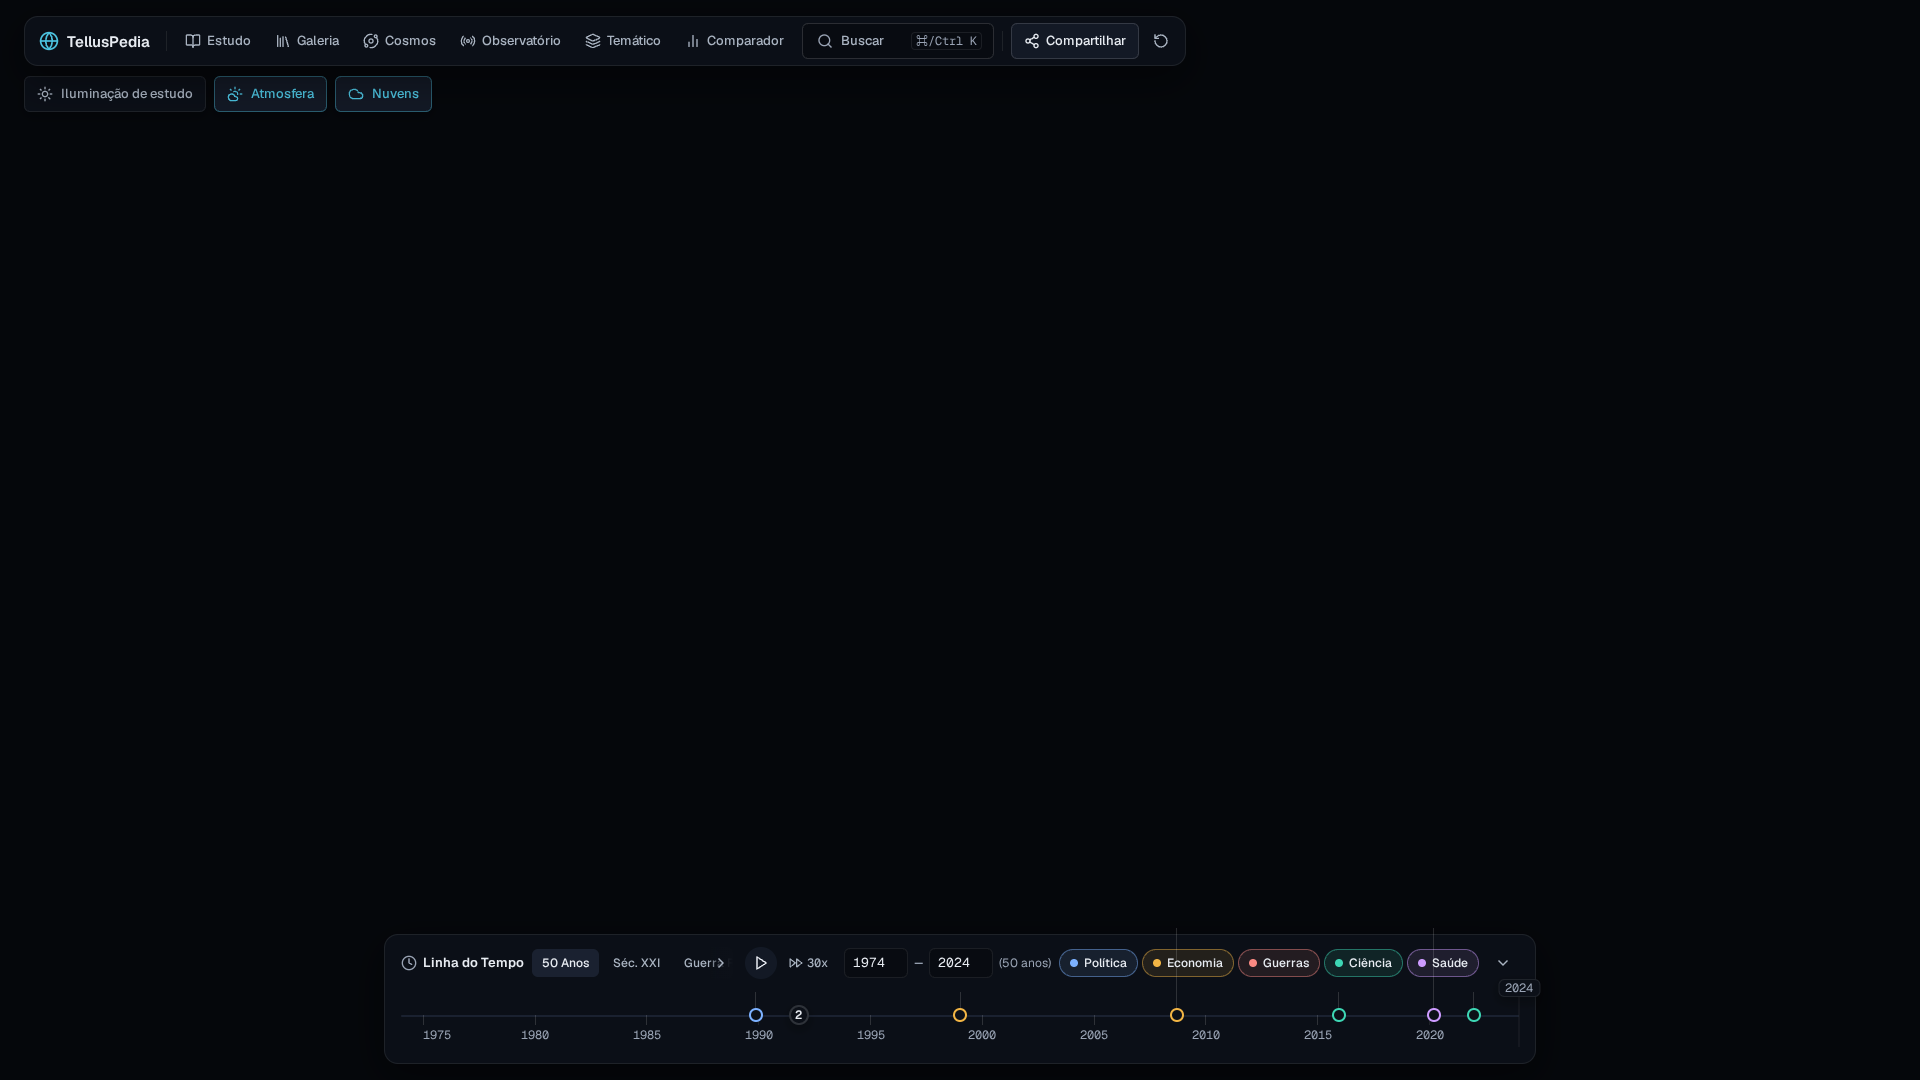 TellusPedia Estudo Galeria Cosmos Observatório Temático Comparador Buscar ⌘/Ctrl K Compartilhar
Iluminação de estudo Atmosfera Nuvens
Linha do Tempo 50 Anos Séc. XXI 30x 1974 – 2024 (50 anos) Política Economia Guerras Ciência Saúde
2024
2
1975 1980 1985 1990 1995 2000 2005 2010 2015 2020